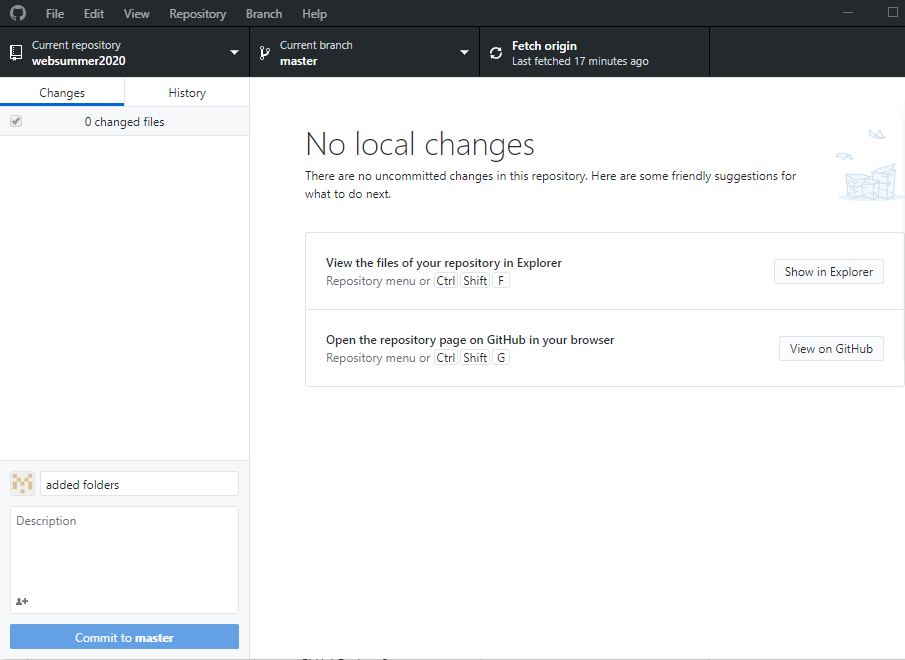 File Edit View Repository Branch Help
Current repository
websummer2020
Current branch
master
Fetch origin
Last fetched 17 minutes ago
Changes History
0 changed files
No local changes
There are no uncommitted changes in this repository. Here are some friendly suggestions for
what to do next.
View the files of your repository in Explorer
Repository menu or Ctrl Shift F
Show in Explorer
Open the repository page on GitHub in your browser
Repository menu or Ctrl Shift G
View on GitHub
added folders
Description
Commit to master